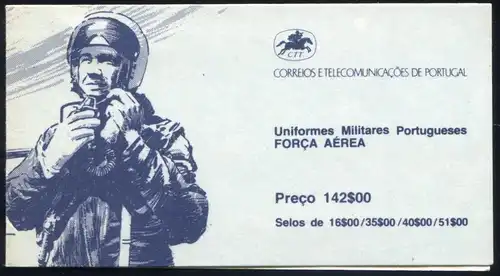 CTT
CORREIOS E TELECOMUNICAÇÕES DE PORTUGAL
Uniformes Militares Portugueses
FORÇA AÉREA
Preço 142$00
Selos de 16$00/35$00/40$00/51$00